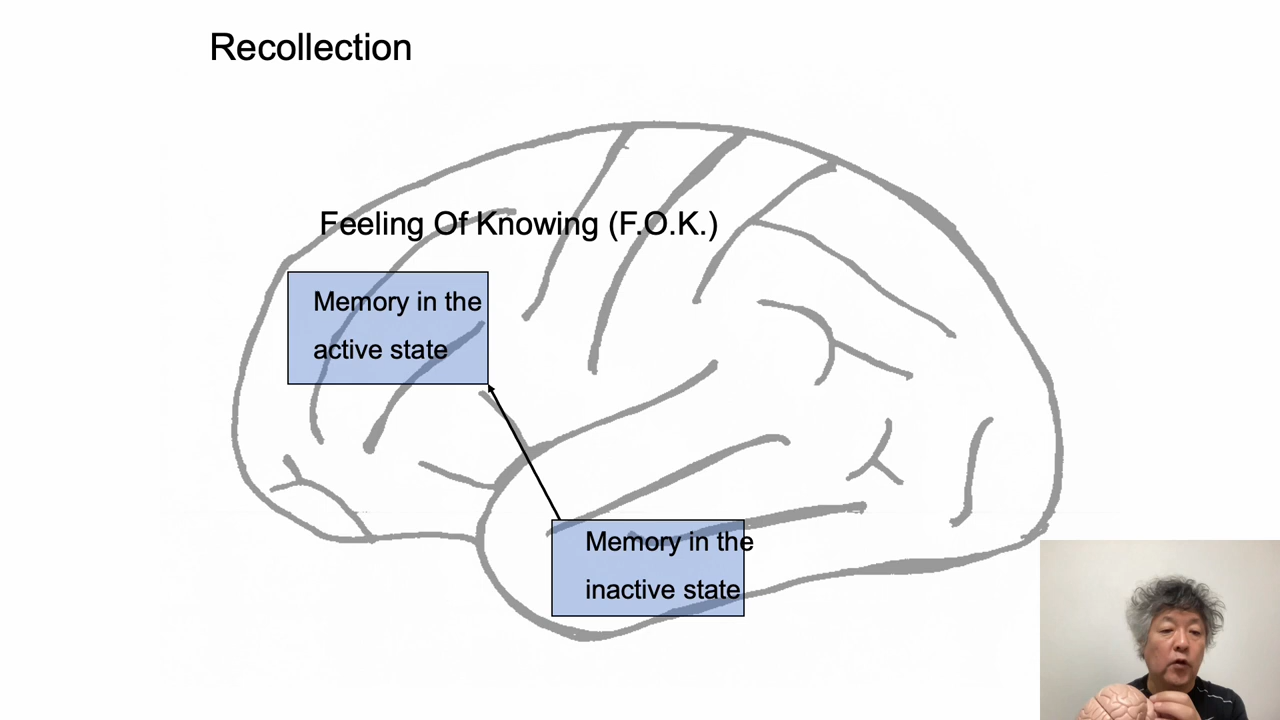 Recollection
Feeling Of Knowing (F.O.K.)
Memory in the
active state
Memory in the
inactive state